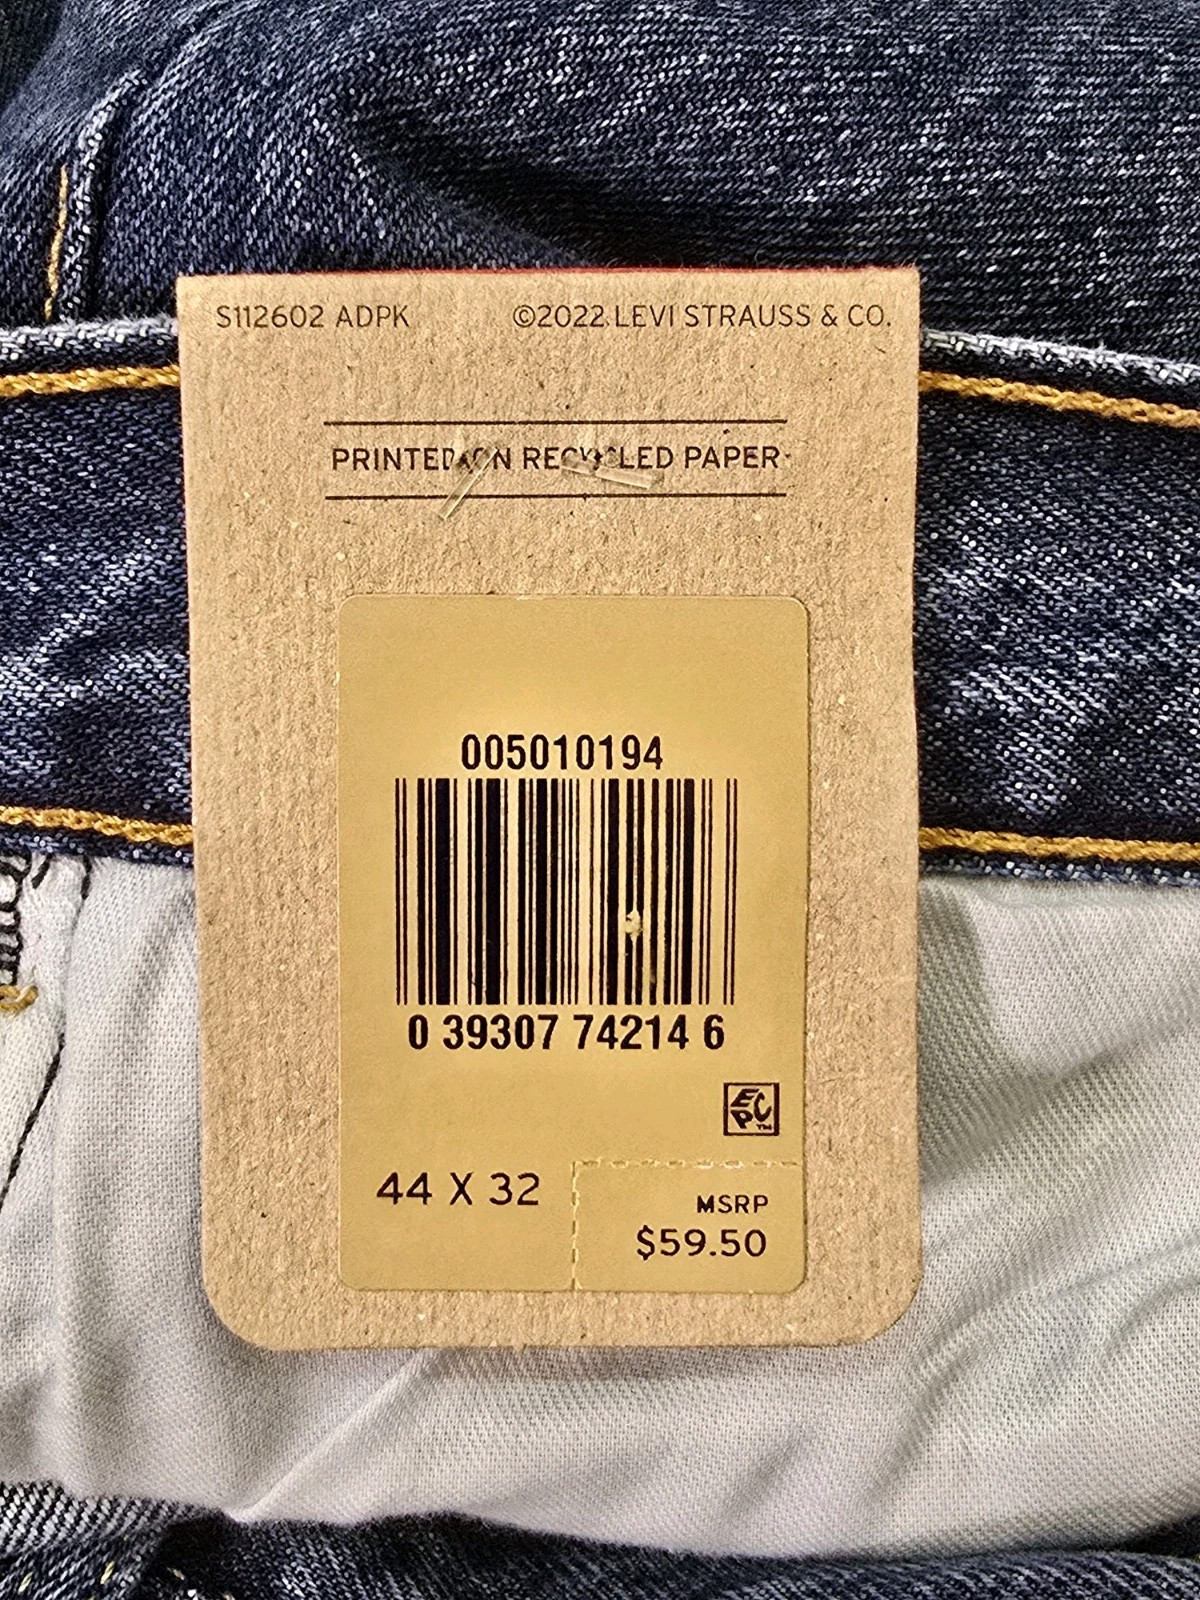 S112602 ADPK ©2022 LEVI STRAUSS & CO.
PRINTED ON RECYCLED PAPER
005010194
0 39307 74214 6
EPC™
44 X 32
MSRP
$59.50